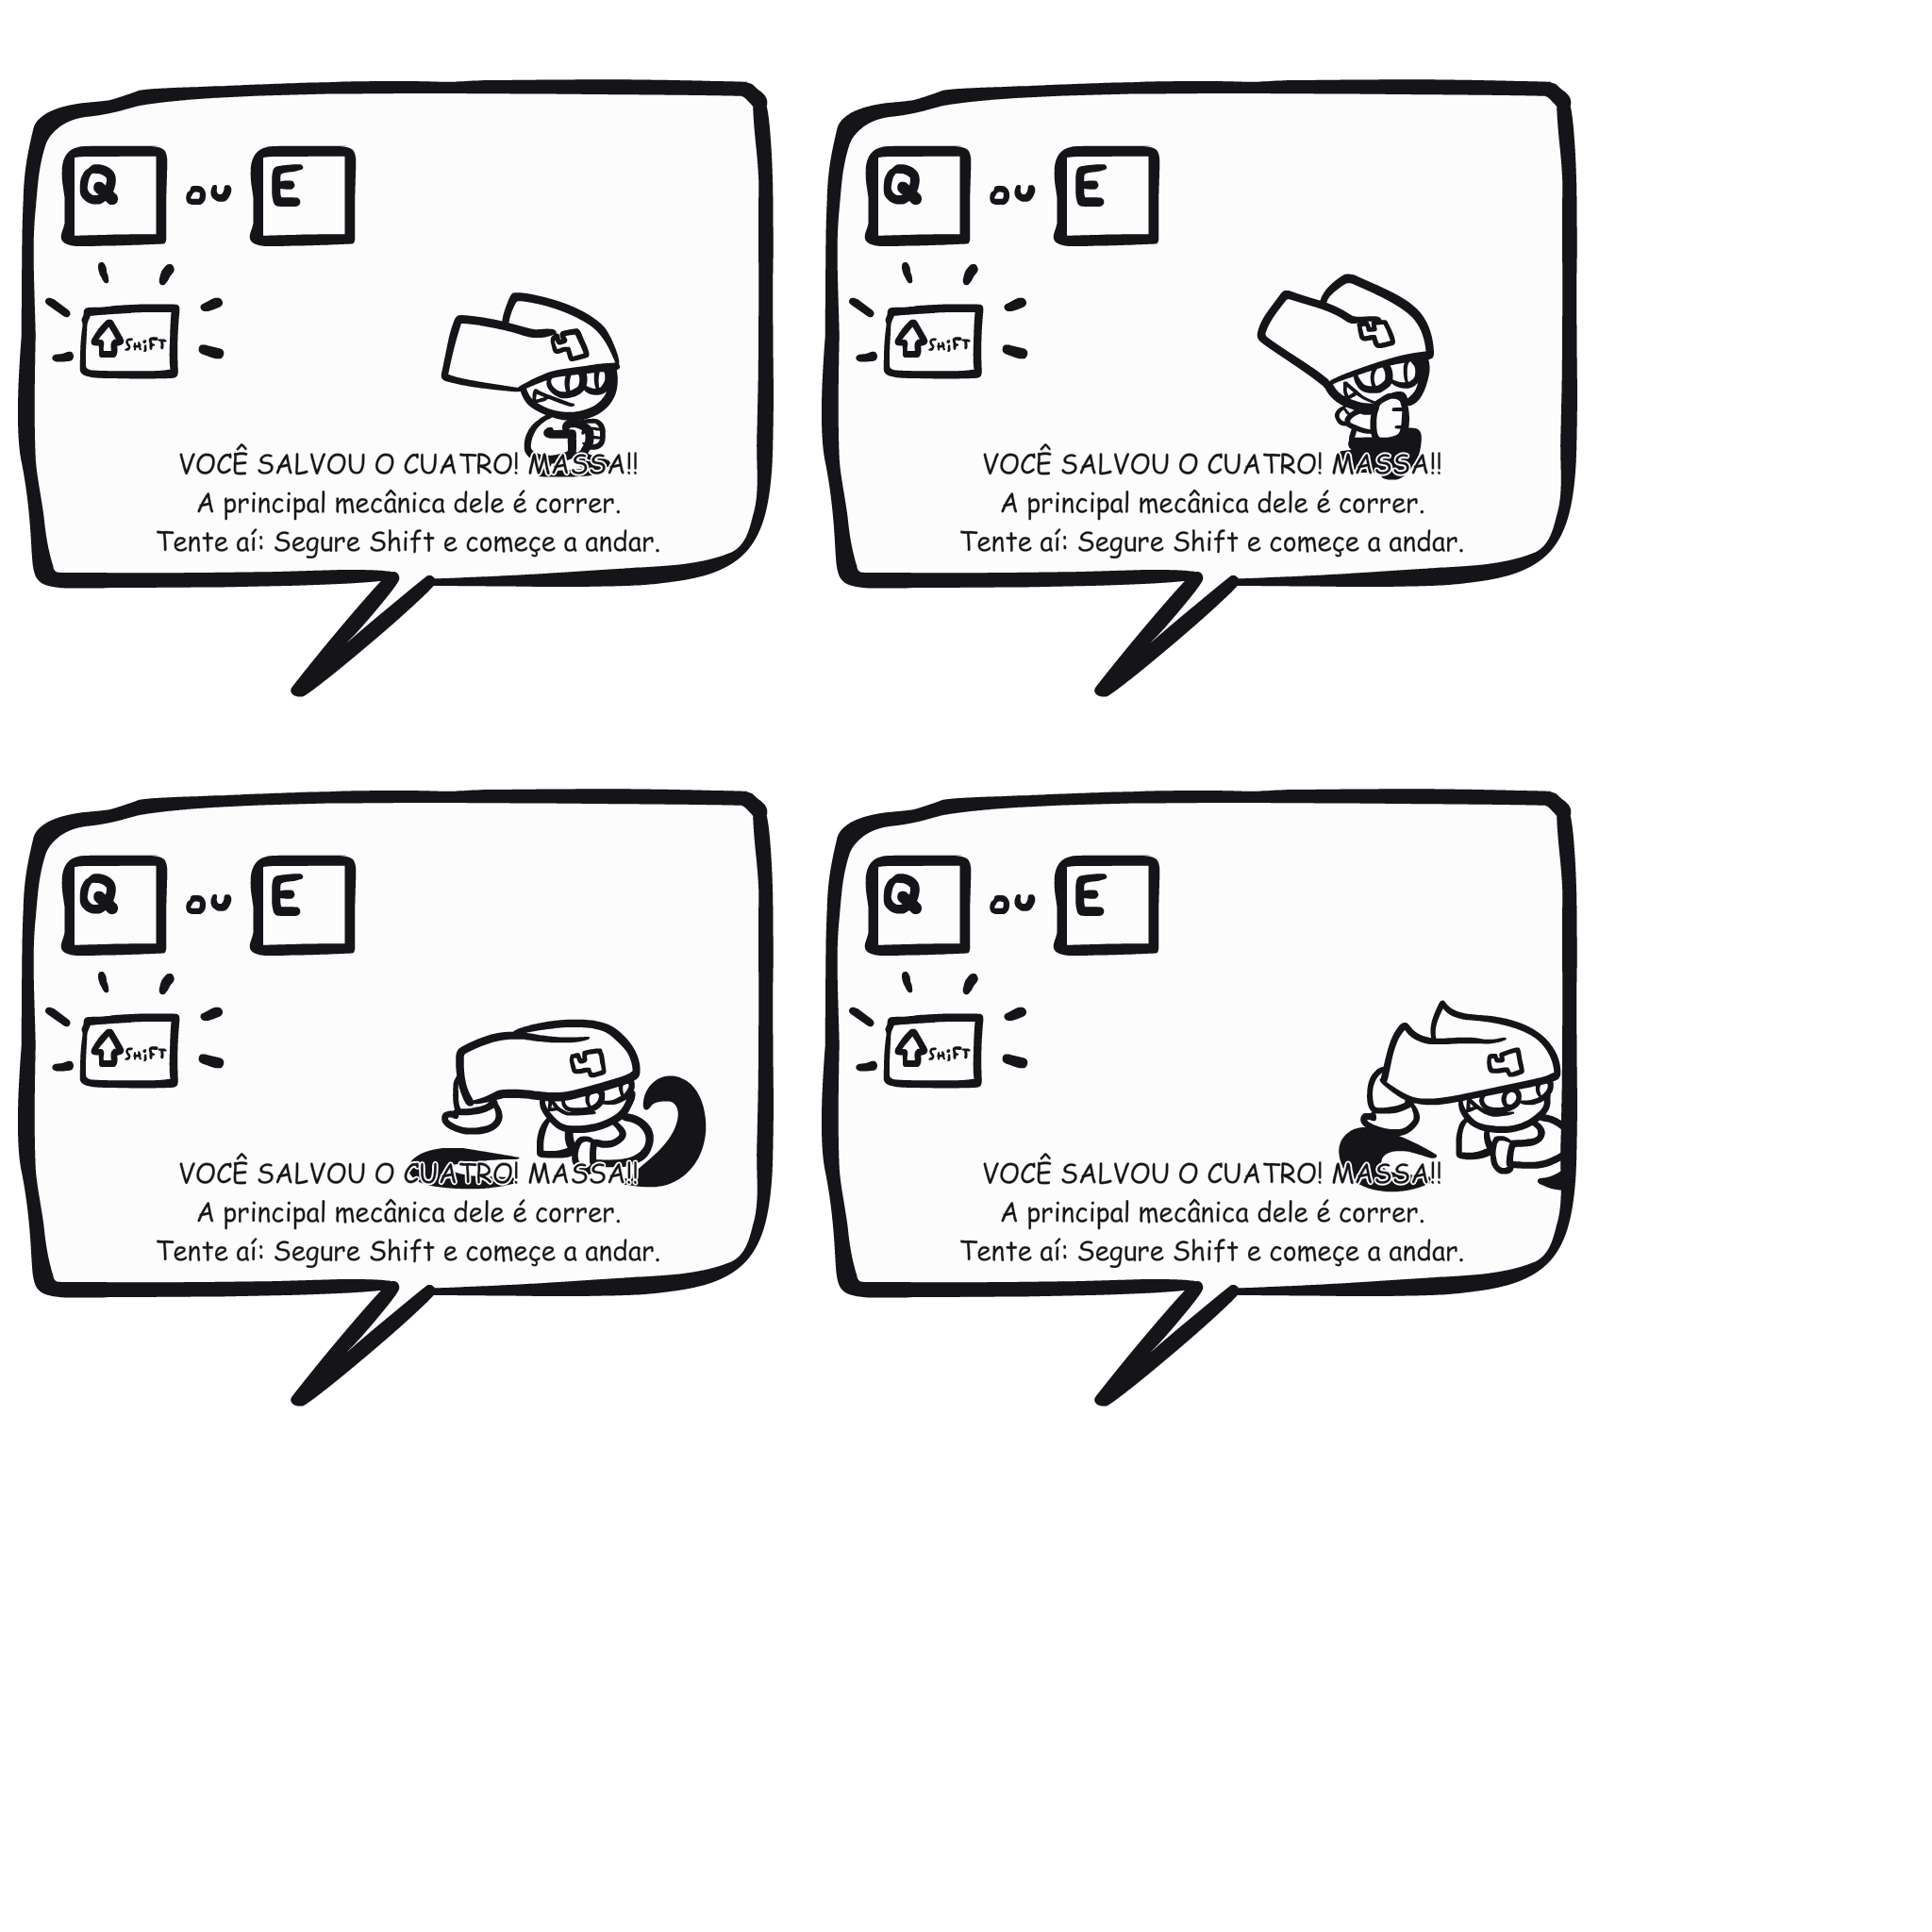 Q ou E
SHiFT
VOCÊ SALVOU O CUATRO! MASSA!!
A principal mecânica dele é correr.
Tente aí: Segure Shift e começe a andar.
Q ou E
SHiFT
VOCÊ SALVOU O CUATRO! MASSA!!
A principal mecânica dele é correr.
Tente aí: Segure Shift e começe a andar.
Q ou E
SHiFT
VOCÊ SALVOU O CUATRO! MASSA!!
A principal mecânica dele é correr.
Tente aí: Segure Shift e começe a andar.
Q ou E
SHiFT
VOCÊ SALVOU O CUATRO! MASSA!!
A principal mecânica dele é correr.
Tente aí: Segure Shift e começe a andar.